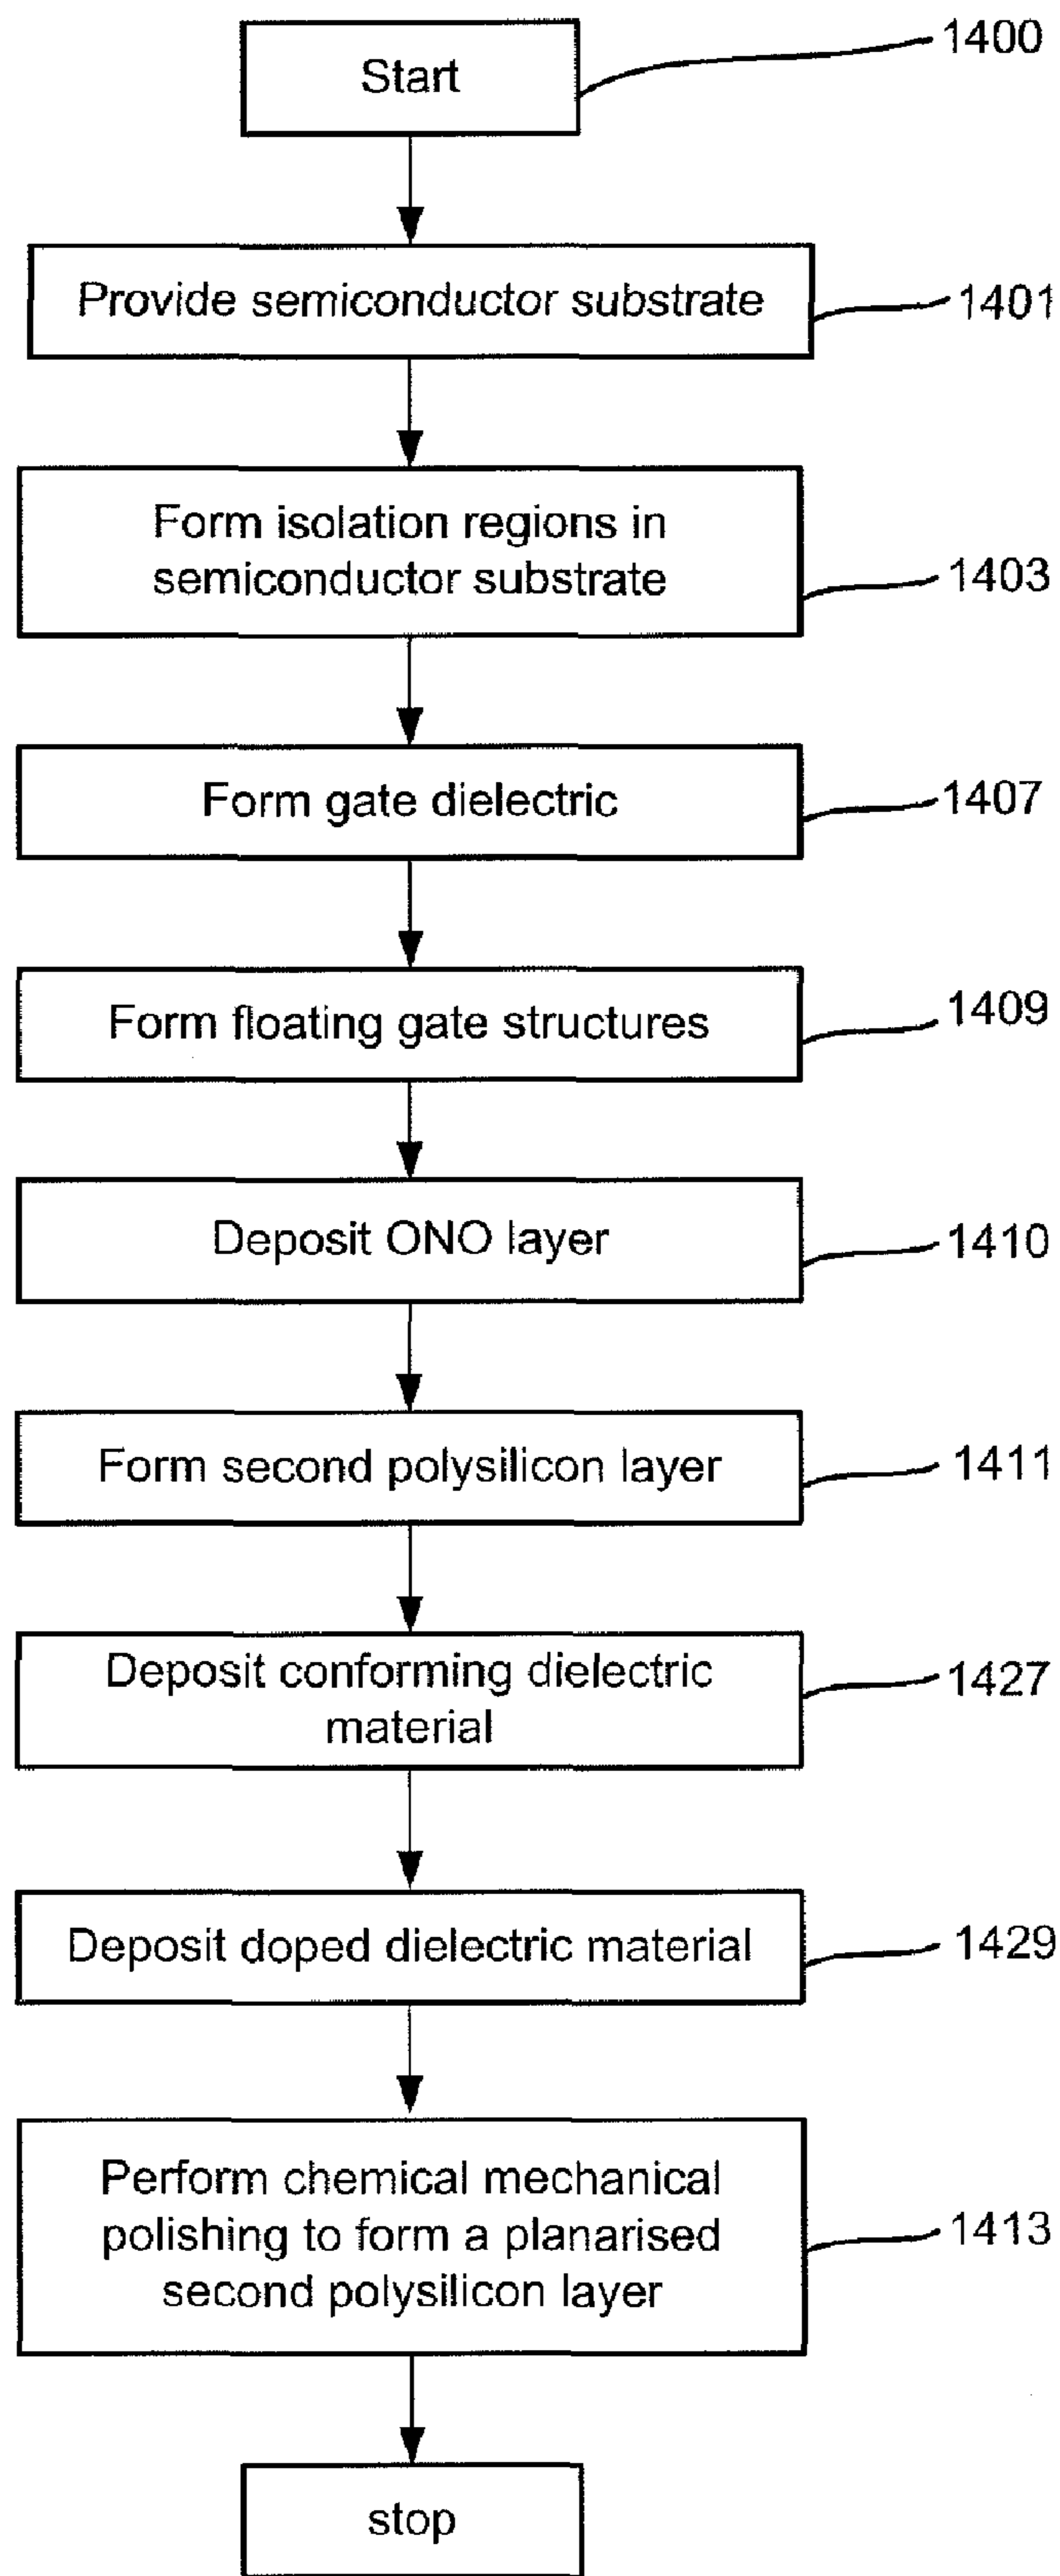 Start
1400
Provide semiconductor substrate
1401
Form isolation regions in
semiconductor substrate
1403
Form gate dielectric
1407
Form floating gate structures
1409
Deposit ONO layer
1410
Form second polysilicon layer
1411
Deposit conforming dielectric
material
1427
Deposit doped dielectric material
1429
Perform chemical mechanical
polishing to form a planarised
second polysilicon layer
1413
stop